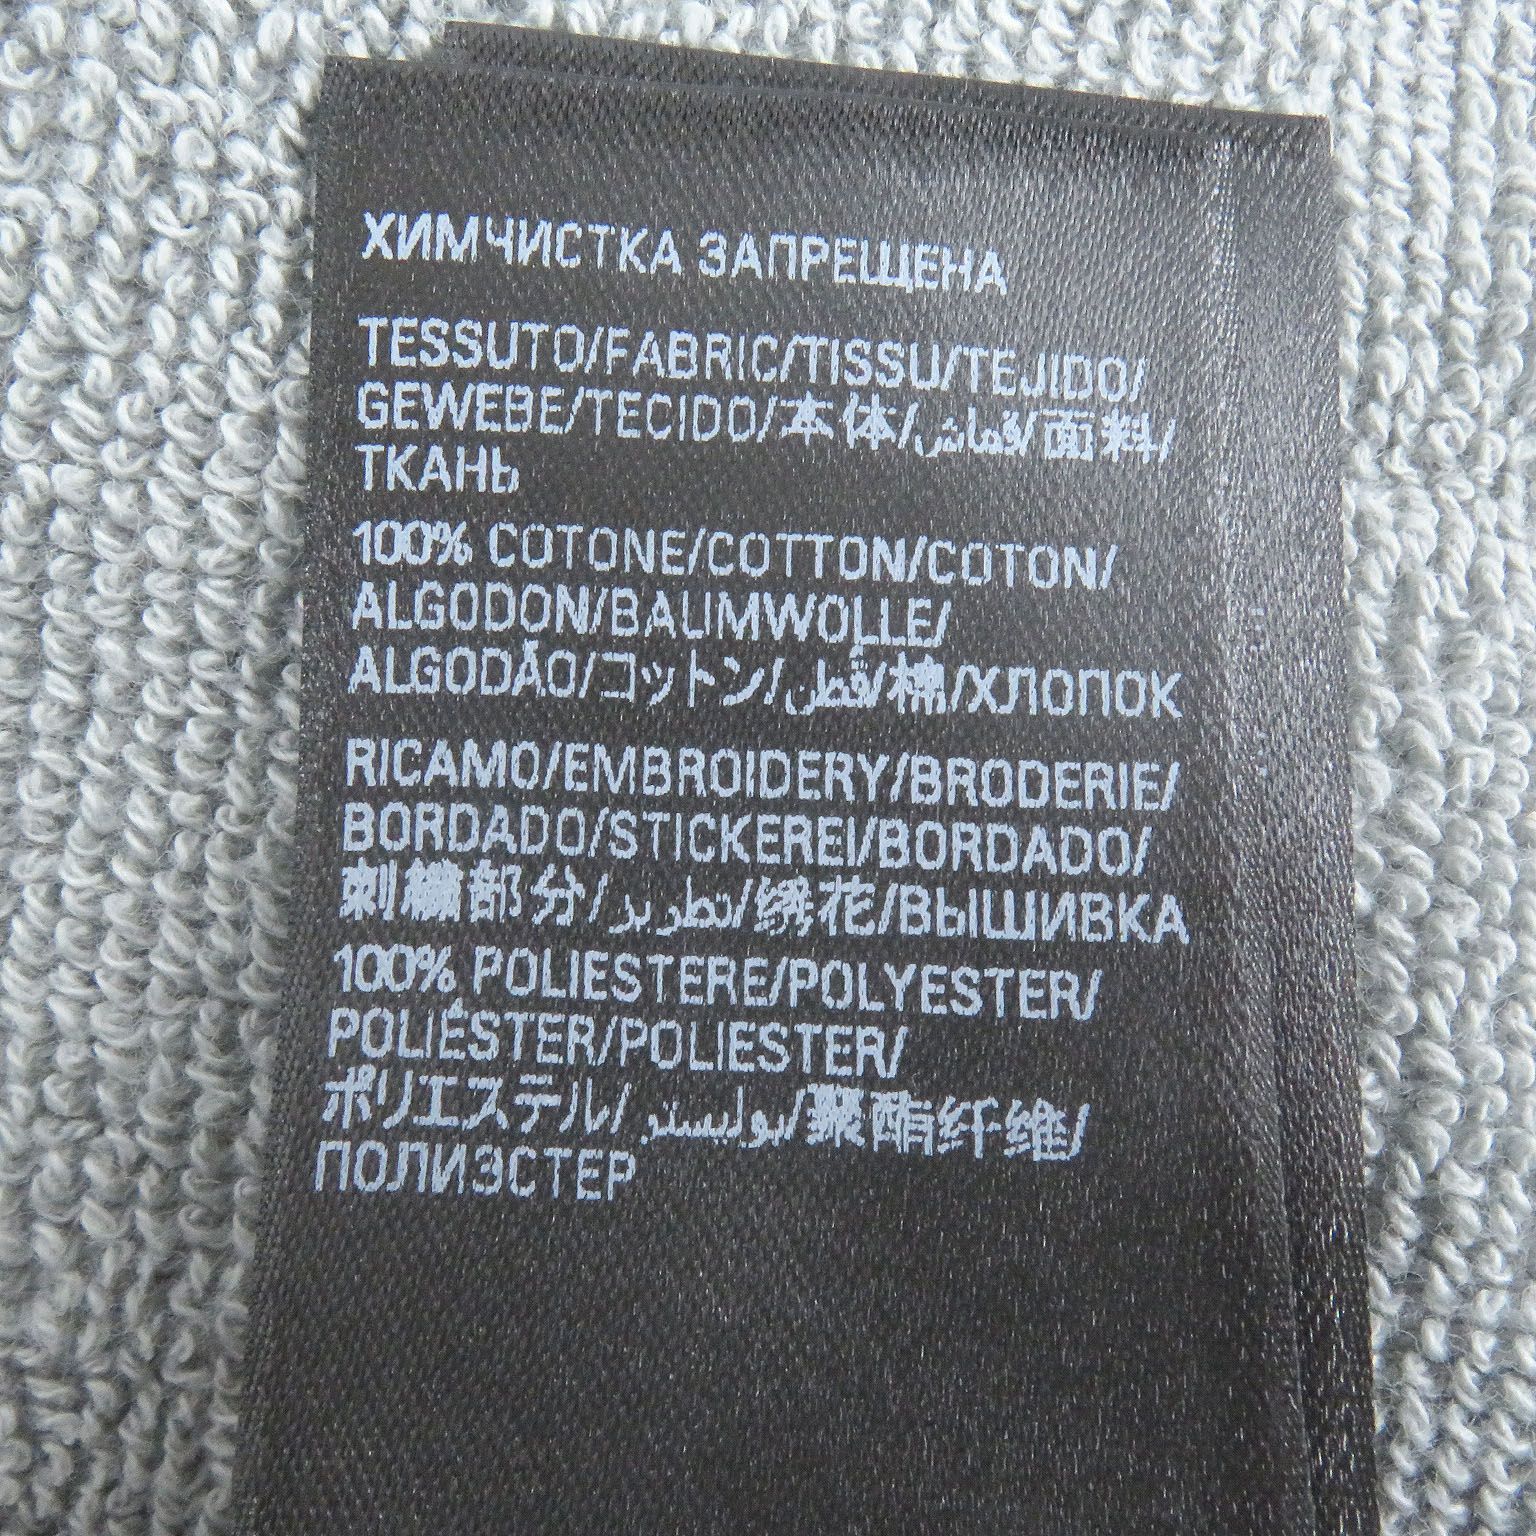 ХИМЧИСТКА ЗАПРЕЩЕНА
TESSUTO/FABRIC/TISSU/TEJIDO/
GEWEBE/TECIDO/本体/قماش/面料/
ТКАНЬ
100% COTONE/COTTON/COTON/
ALGODON/BAUMWOLLE/
ALGODÃO/コットン/قطن/棉/ХЛОПОК
RICAMO/EMBROIDERY/BRODERIE/
BORDADO/STICKEREI/BORDADO/
刺繍部分/تطريز/绣花/ВЫШИВКА
100% POLIESTERE/POLYESTER/
POLIÉSTER/POLIESTER/
ポリエステル/بوليستر/聚酯纤维/
ПОЛИЭСТЕР